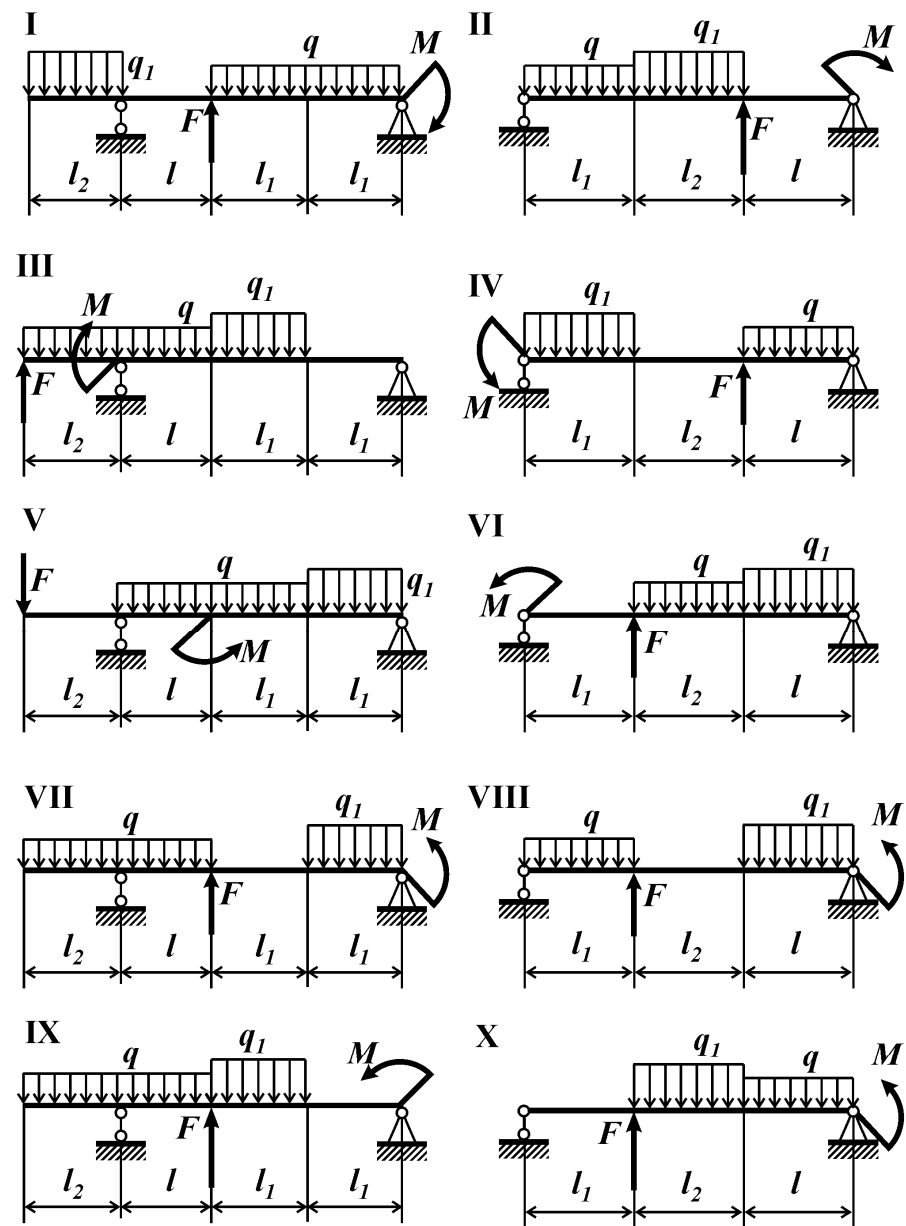 I
q₁
q
M
F
l₂ l l₁ l₁
II
q
q₁
M
F
l₁ l₂ l
III
M
q
q₁
F
l₂ l l₁ l₁
IV
q₁
q
M
F
l₁ l₂ l
V
F
q
q₁
M
l₂ l l₁ l₁
VI
M
q
q₁
F
l₁ l₂ l
VII
q
q₁
M
F
l₂ l l₁ l₁
VIII
q
q₁
M
F
l₁ l₂ l
IX
q
q₁
M
F
l₂ l l₁ l₁
X
q₁
q
M
F
l₁ l₂ l